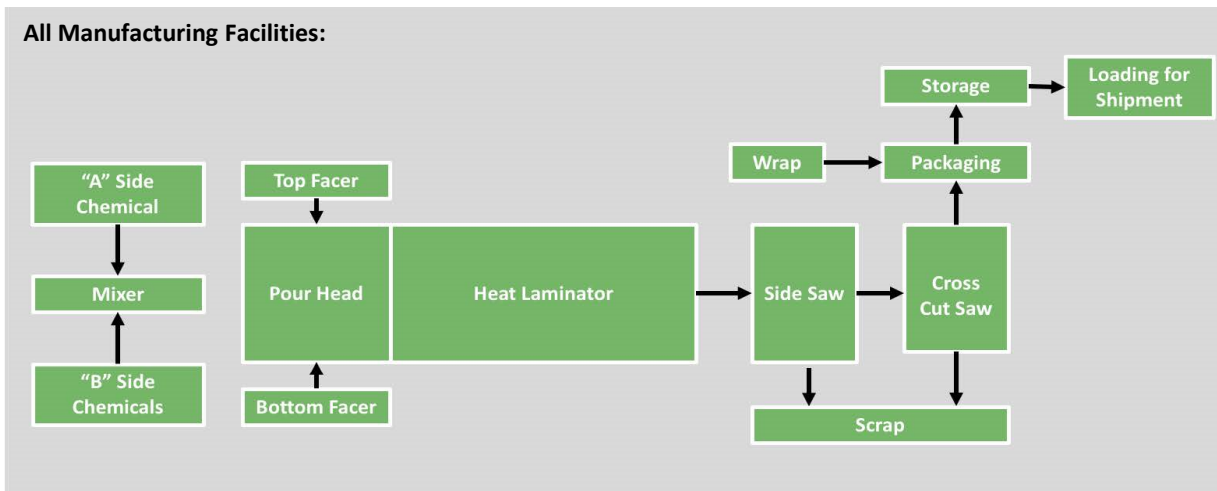 All Manufacturing Facilities:
Storage
Loading for
Shipment
Wrap
Packaging
"A" Side
Chemical
Top Facer
Mixer
Pour Head
Heat Laminator
Side Saw
Cross
Cut Saw
"B" Side
Chemicals
Bottom Facer
Scrap